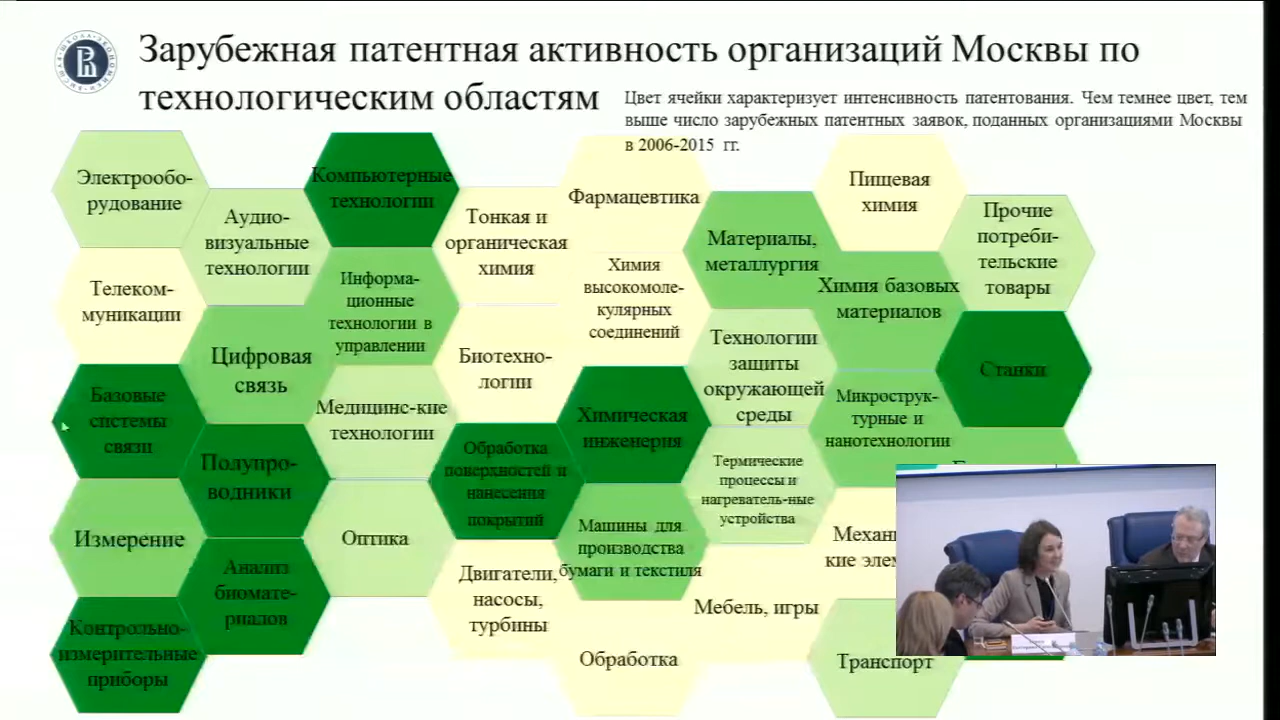 Зарубежная патентная активность организаций Москвы по
технологическим областям
Цвет ячейки характеризует интенсивность патентования. Чем темнее цвет, тем
выше число зарубежных патентных заявок, поданных организациями Москвы
в 2006-2015 гг.
Электрообо-
рудование
Телеком-
муникации
Базовые
системы
связи
Измерение
Контрольно-
измерительные
приборы
Аудио-
визуальные
технологии
Цифровая
связь
Полупро-
водники
Анализ
биомате-
риалов
Компьютерные
технологии
Информа-
ционные
технологии в
управлении
Медицинс-кие
технологии
Оптика
Тонкая и
органическая
химия
Биотехно-
логии
Обработка
поверхностей и
нанесения
покрытий
Двигатели,
насосы,
турбины
Фармацевтика
Химия
высокомоле-
кулярных
соединений
Химическая
инженерия
Машины для
производства
бумаги и текстиля
Обработка
Материалы,
металлургия
Технологии
защиты
окружающей
среды
Термические
процессы и
нагреватель-ные
устройства
Мебель, игры
Пищевая
химия
Химия базовых
материалов
Микрострук-
турные и
нанотехнологии
Транспорт
Прочие
потреби-
тельские
товары
Станки